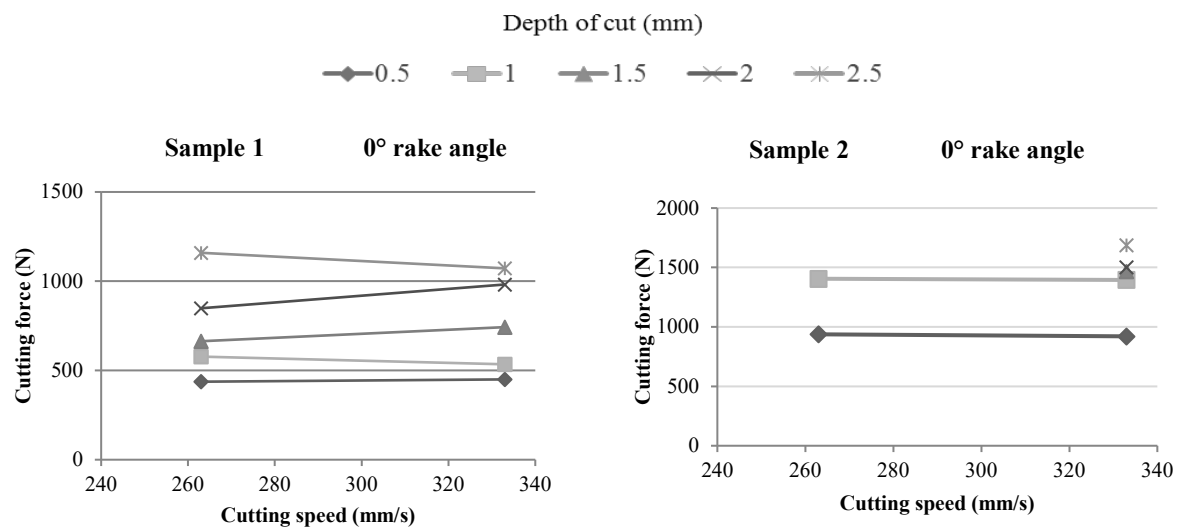 Depth of cut (mm)
0.5 1 1.5 2 2.5
Sample 1 0° rake angle
1500
1000
500
0
240 260 280 300 320 340
Cutting force (N)
Cutting speed (mm/s)
Sample 2 0° rake angle
2000
1500
1000
500
0
240 260 280 300 320 340
Cutting force (N)
Cutting speed (mm/s)